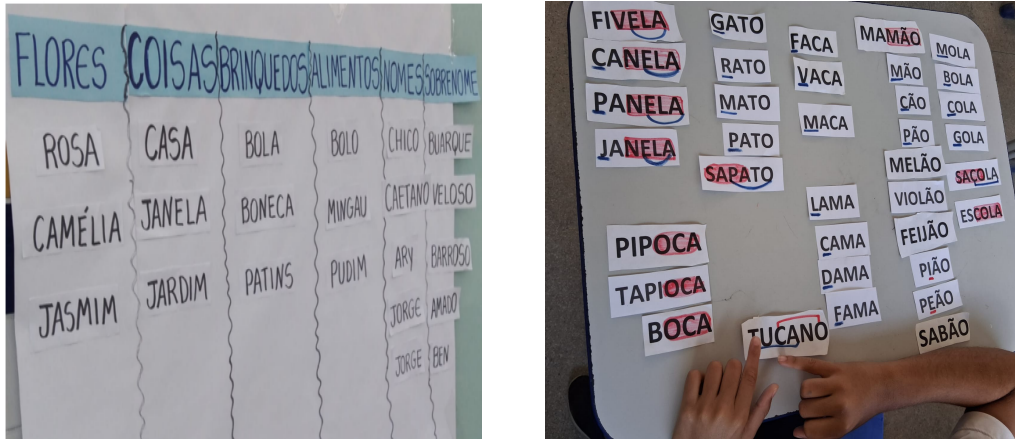 FLORES COISAS BRINQUEDOS ALIMENTOS NOMES SOBRENOME
ROSA CASA BOLA BOLO CHICO BUARQUE
CAMÉLIA JANELA BONECA MINGAU CAETANO VELOSO
JASMIM JARDIM PATINS PUDIM ARY BARROSO
JORGE AMADO
JORGE BEN
FIVELA
CANELA
PANELA
JANELA
GATO
RATO
MATO
PATO
SAPATO
FACA
VACA
MACA
MAMÃO
MÃO
CÃO
PÃO
MELÃO
VIOLÃO
FEIJÃO
PIÃO
PEÃO
SABÃO
MOLA
BOLA
COLA
GOLA
SACOLA
ESCOLA
LAMA
CAMA
DAMA
FAMA
PIPOCA
TAPIOCA
BOCA
TUCANO